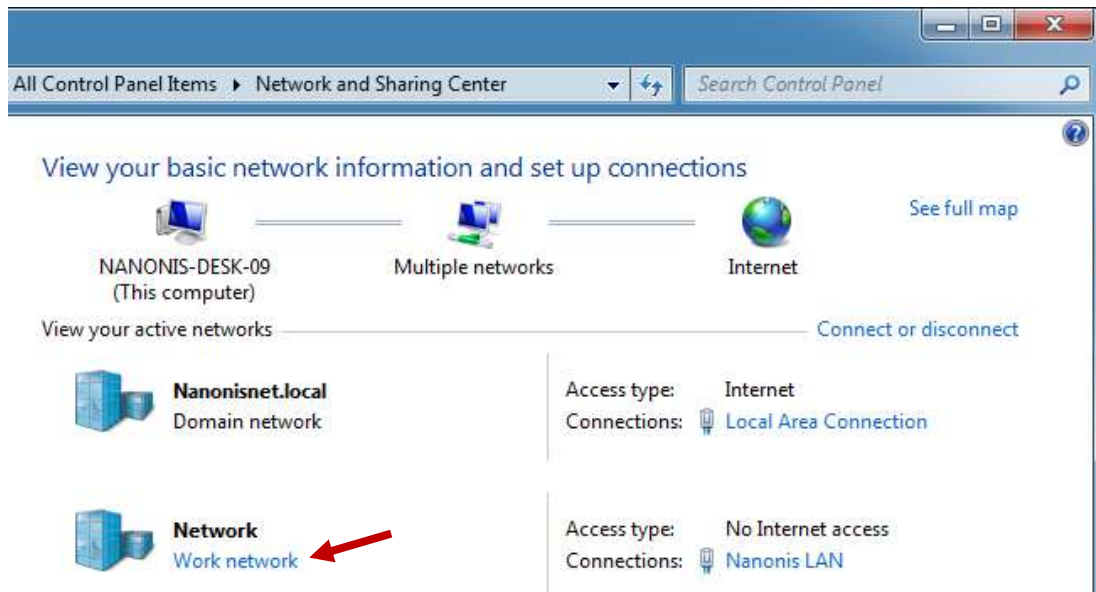 All Control Panel Items ▸ Network and Sharing Center Search Control Panel
View your basic network information and set up connections
See full map
NANONIS-DESK-09 Multiple networks Internet
(This computer)
View your active networks Connect or disconnect
Nanonisnet.local Access type: Internet
Domain network Connections: Local Area Connection
Network Access type: No Internet access
Work network Connections: Nanonis LAN